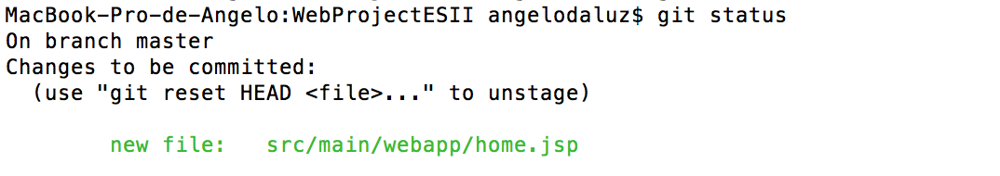 MacBook-Pro-de-Angelo:WebProjectESII angelodaluz$ git status
On branch master
Changes to be committed:
  (use "git reset HEAD <file>..." to unstage)

        new file:   src/main/webapp/home.jsp